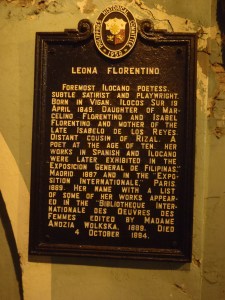 PHILIPPINES HISTORICAL COMMITTEE
1950
LEONA FLORENTINO
FOREMOST ILOCANO POETESS,
SUBTLE SATIRIST AND PLAYWRIGHT.
BORN IN VIGAN, ILOCOS SUR 19
APRIL 1849. DAUGHTER OF MAR-
CELINO FLORENTINO AND ISABEL
FLORENTINO AND MOTHER OF THE
LATE ISABELO DE LOS REYES.
DISTANT COUSIN OF RIZAL. A
POET AT THE AGE OF TEN. HER
WORKS IN SPANISH AND ILOCANO
WERE LATER EXHIBITED IN THE
EXPOSICION GENERAL DE FILIPINAS,
MADRID 1887 AND IN THE EXPO-
SITION INTERNATIONALE, PARIS
1889. HER NAME WITH A LIST
OF SOME OF HER WORKS APPEAR-
ED IN THE "BIBLIOTHEQUE INTER-
NATIONALE DES OEUVRES DES
FEMMES EDITED BY MADAME
ANDZIA WOLKSKA. 1889. DIED
4 OCTOBER 1884.